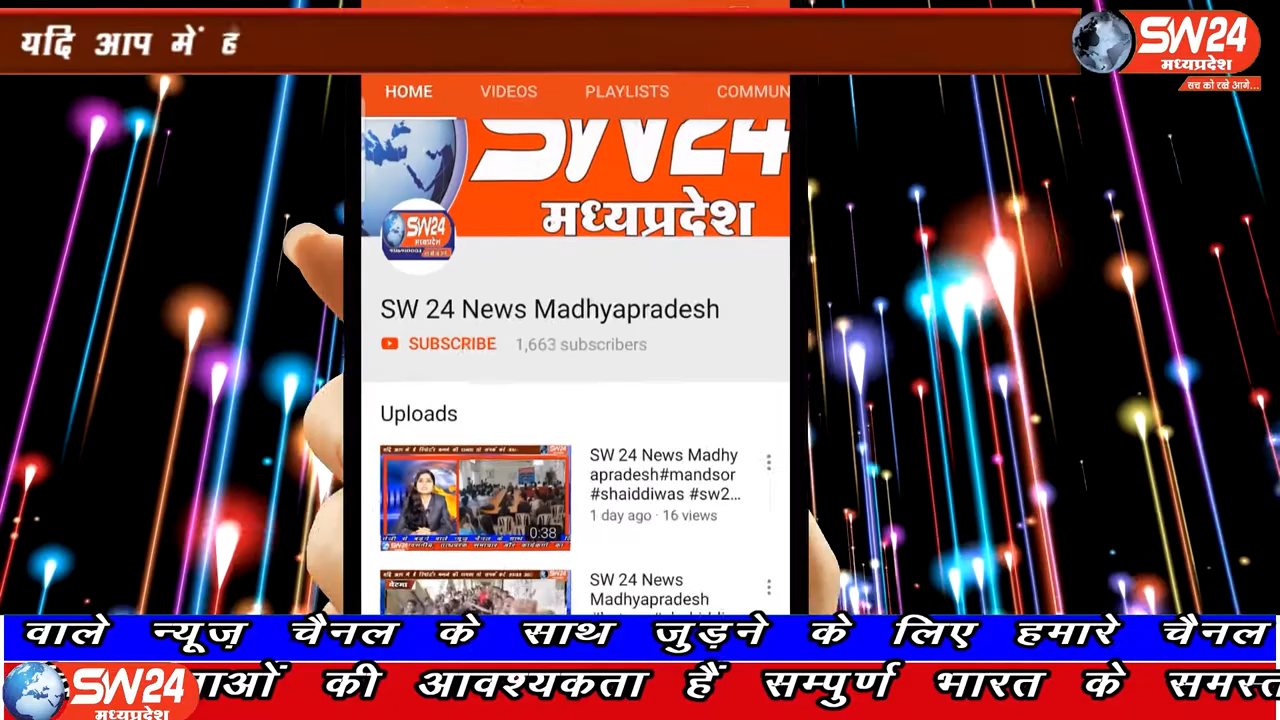 यदि आप में ह
SW24
मध्यप्रदेश
सच को रखे आगे...
HOME VIDEOS PLAYLISTS COMMUN
SW24
मध्यप्रदेश
SW24
SW 24 News Madhyapradesh
SUBSCRIBE 1,663 subscribers
Uploads
SW 24 News Madhy
apradesh#mandsor
#shaiddiwas #sw2...
1 day ago · 16 views
0:38
SW 24 News
Madhyapradesh
वाले न्यूज़ चैनल के साथ जुड़ने के लिए हमारे चैनल
SW24
मध्यप्रदेश
ाओं की आवश्यकता हैं सम्पुर्ण भारत के समस्त